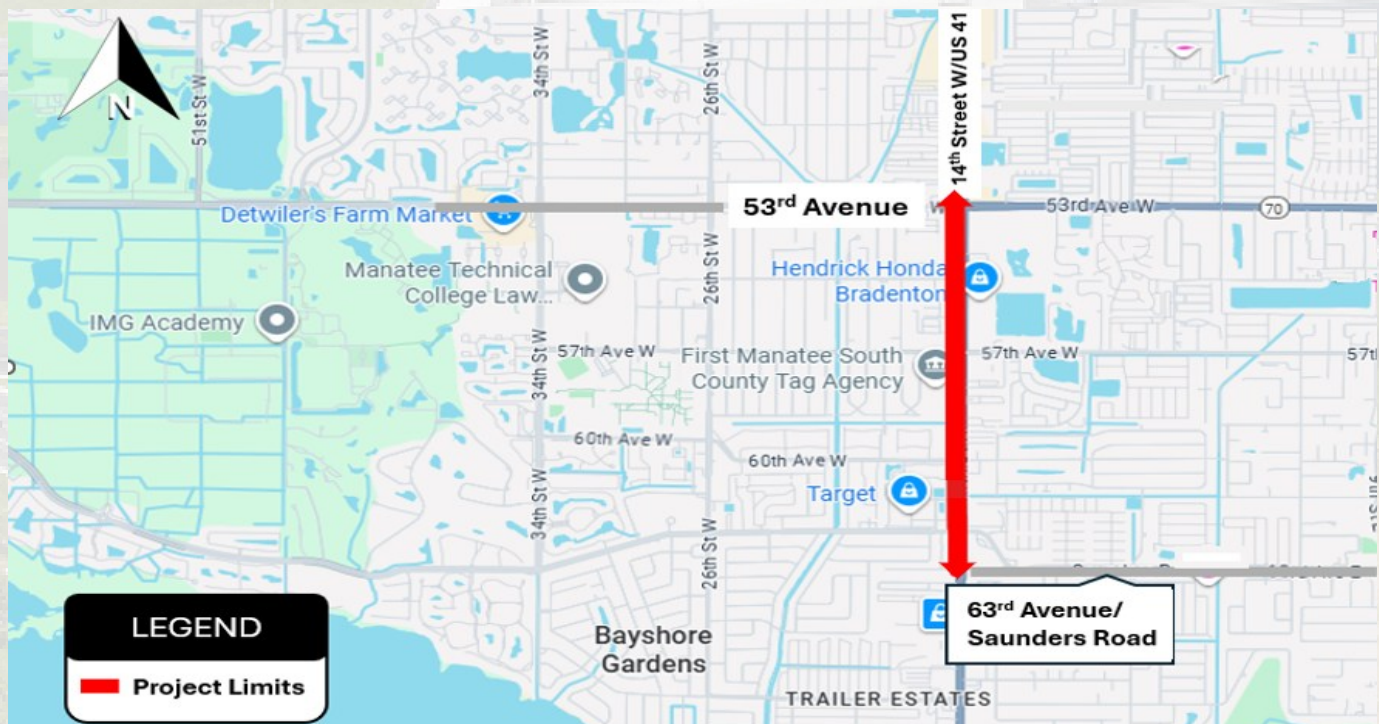 N
51st St W
34th St W
26th St W
14th Street W/US 41
Detwiler's Farm Market
53rd Avenue
W
53rd Ave W
70
Manatee Technical
College Law...
26th St W
Hendrick Honda
Bradenton
IMG Academy
34th St W
57th Ave W
First Manatee South
County Tag Agency
57th Ave W
60th Ave W
60th Ave W
Target
34th St W
26th St W
LEGEND
Project Limits
Bayshore
Gardens
63rd Avenue/
Saunders Road
TRAILER ESTATES